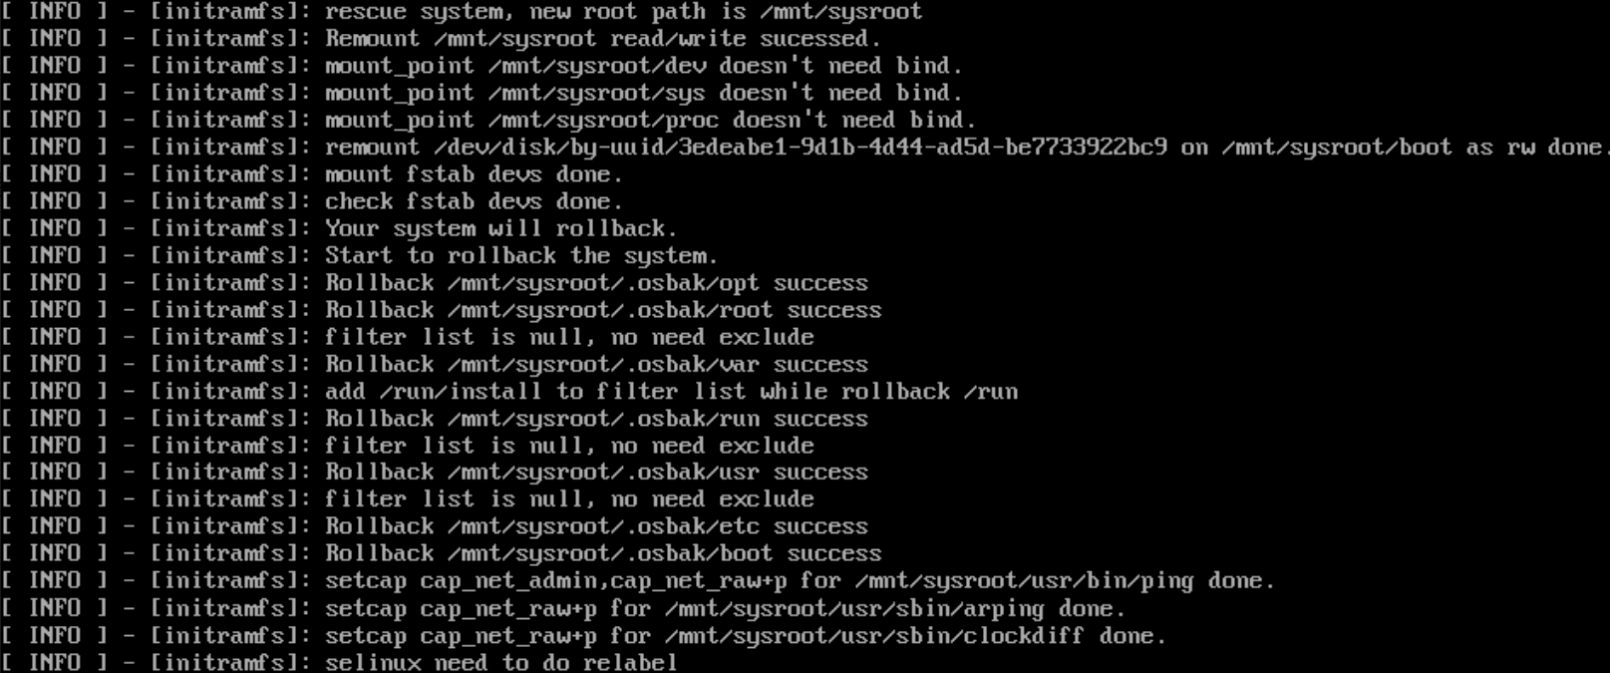 [ INFO ] - [initramfs]: rescue system, new root path is /mnt/sysroot
[ INFO ] - [initramfs]: Remount /mnt/sysroot read/write sucessed.
[ INFO ] - [initramfs]: mount_point /mnt/sysroot/dev doesn't need bind.
[ INFO ] - [initramfs]: mount_point /mnt/sysroot/sys doesn't need bind.
[ INFO ] - [initramfs]: mount_point /mnt/sysroot/proc doesn't need bind.
[ INFO ] - [initramfs]: remount /dev/disk/by-uuid/3edeabe1-9d1b-4d44-ad5d-be7733922bc9 on /mnt/sysroot/boot as rw done.
[ INFO ] - [initramfs]: mount fstab devs done.
[ INFO ] - [initramfs]: check fstab devs done.
[ INFO ] - [initramfs]: Your system will rollback.
[ INFO ] - [initramfs]: Start to rollback the system.
[ INFO ] - [initramfs]: Rollback /mnt/sysroot/.osbak/opt success
[ INFO ] - [initramfs]: Rollback /mnt/sysroot/.osbak/root success
[ INFO ] - [initramfs]: filter list is null, no need exclude
[ INFO ] - [initramfs]: Rollback /mnt/sysroot/.osbak/var success
[ INFO ] - [initramfs]: add /run/install to filter list while rollback /run
[ INFO ] - [initramfs]: Rollback /mnt/sysroot/.osbak/run success
[ INFO ] - [initramfs]: filter list is null, no need exclude
[ INFO ] - [initramfs]: Rollback /mnt/sysroot/.osbak/usr success
[ INFO ] - [initramfs]: filter list is null, no need exclude
[ INFO ] - [initramfs]: Rollback /mnt/sysroot/.osbak/etc success
[ INFO ] - [initramfs]: Rollback /mnt/sysroot/.osbak/boot success
[ INFO ] - [initramfs]: setcap cap_net_admin,cap_net_raw+p for /mnt/sysroot/usr/bin/ping done.
[ INFO ] - [initramfs]: setcap cap_net_raw+p for /mnt/sysroot/usr/sbin/arping done.
[ INFO ] - [initramfs]: setcap cap_net_raw+p for /mnt/sysroot/usr/sbin/clockdiff done.
[ INFO ] - [initramfs]: selinux need to do relabel